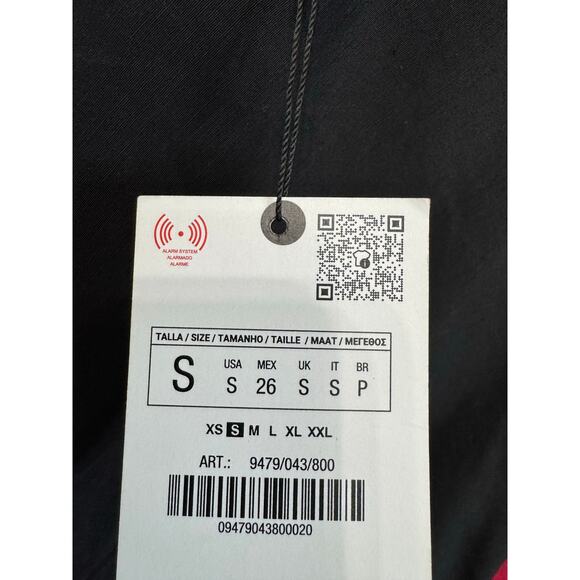 ALARM SYSTEM
ALARMADO
ALARME
TALLA / SIZE / TAMANHO / TAILLE / MAAT / ΜΕΓΕΘΟΣ
S
USA MEX UK IT BR
S 26 S S P
XS S M L XL XXL
ART.: 9479/043/800
09479043800020